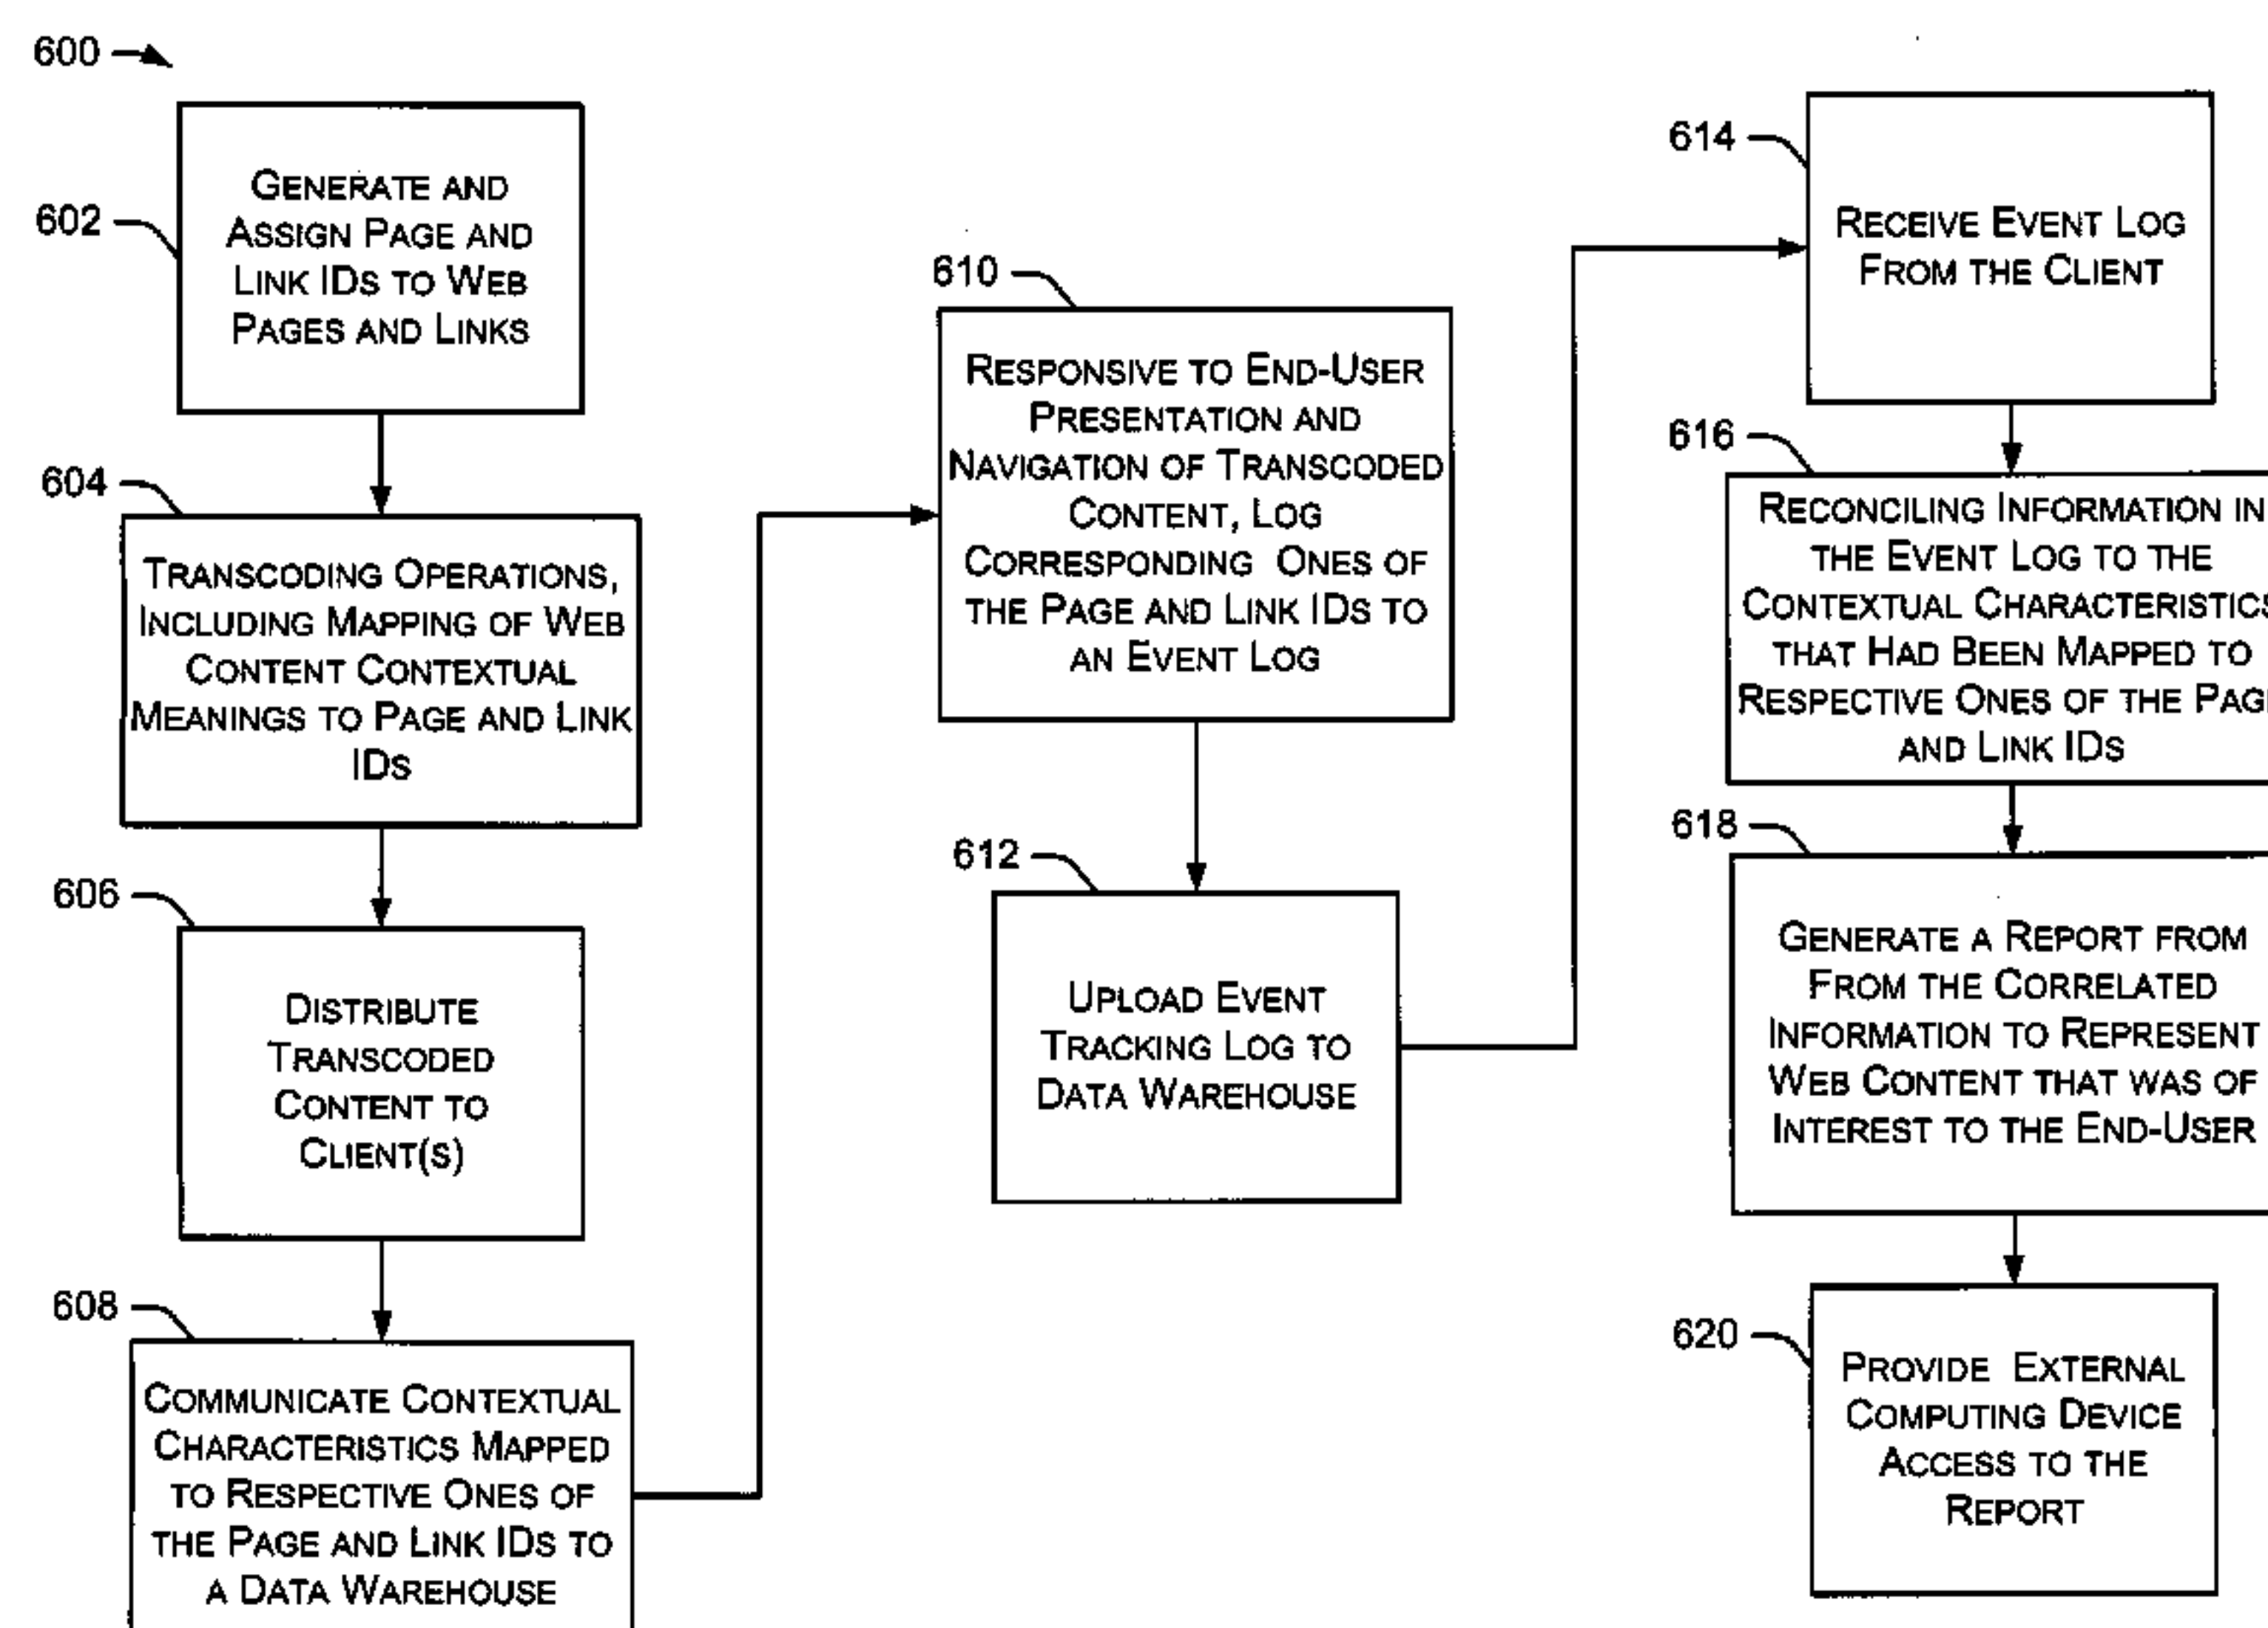 600
602
GENERATE AND
ASSIGN PAGE AND
LINK IDS TO WEB
PAGES AND LINKS
604
TRANSCODING OPERATIONS,
INCLUDING MAPPING OF WEB
CONTENT CONTEXTUAL
MEANINGS TO PAGE AND LINK
IDS
606
DISTRIBUTE
TRANSCODED
CONTENT TO
CLIENT(S)
608
COMMUNICATE CONTEXTUAL
CHARACTERISTICS MAPPED
TO RESPECTIVE ONES OF
THE PAGE AND LINK IDS TO
A DATA WAREHOUSE
610
RESPONSIVE TO END-USER
PRESENTATION AND
NAVIGATION OF TRANSCODED
CONTENT, LOG
CORRESPONDING ONES OF
THE PAGE AND LINK IDS TO
AN EVENT LOG
612
UPLOAD EVENT
TRACKING LOG TO
DATA WAREHOUSE
614
RECEIVE EVENT LOG
FROM THE CLIENT
616
RECONCILING INFORMATION IN
THE EVENT LOG TO THE
CONTEXTUAL CHARACTERISTICS
THAT HAD BEEN MAPPED TO
RESPECTIVE ONES OF THE PAGE
AND LINK IDS
618
GENERATE A REPORT FROM
FROM THE CORRELATED
INFORMATION TO REPRESENT
WEB CONTENT THAT WAS OF
INTEREST TO THE END-USER
620
PROVIDE EXTERNAL
COMPUTING DEVICE
ACCESS TO THE
REPORT